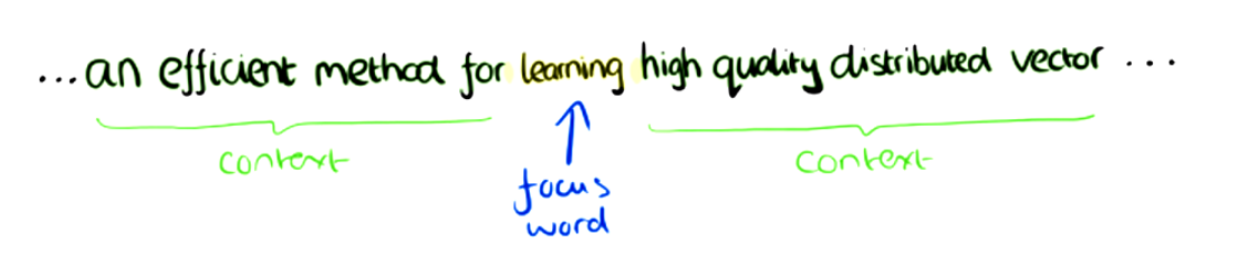 ...an efficient method for learning high quality distributed vector ...
context
context
focus
word